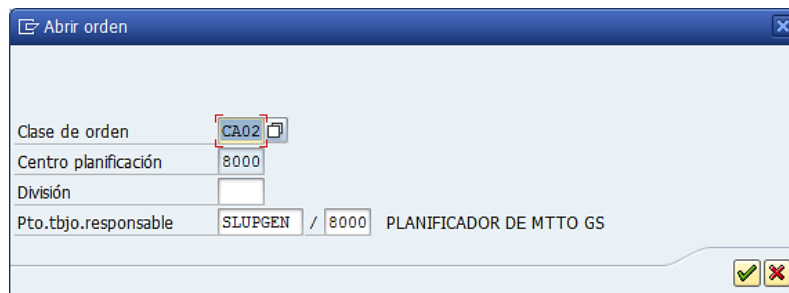 Abrir orden
Clase de orden CA02
Centro planificación 8000
División
Pto.tbjo.responsable SLUPGEN / 8000 PLANIFICADOR DE MTTO GS